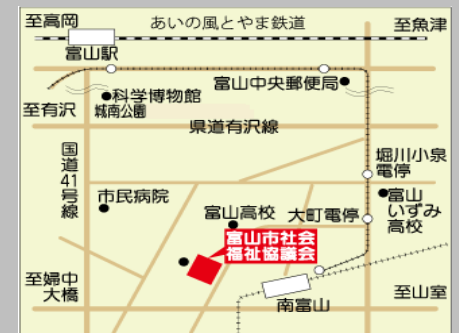 至高岡
あいの風とやま鉄道
至魚津
富山駅
富山中央郵便局
科学博物館
城南公園
至有沢
県道有沢線
国道41号線
堀川小泉
電停
市民病院
富山
いずみ
高校
富山高校
大町電停
富山市社会
福祉協議会
至婦中
大橋
南富山
至山室